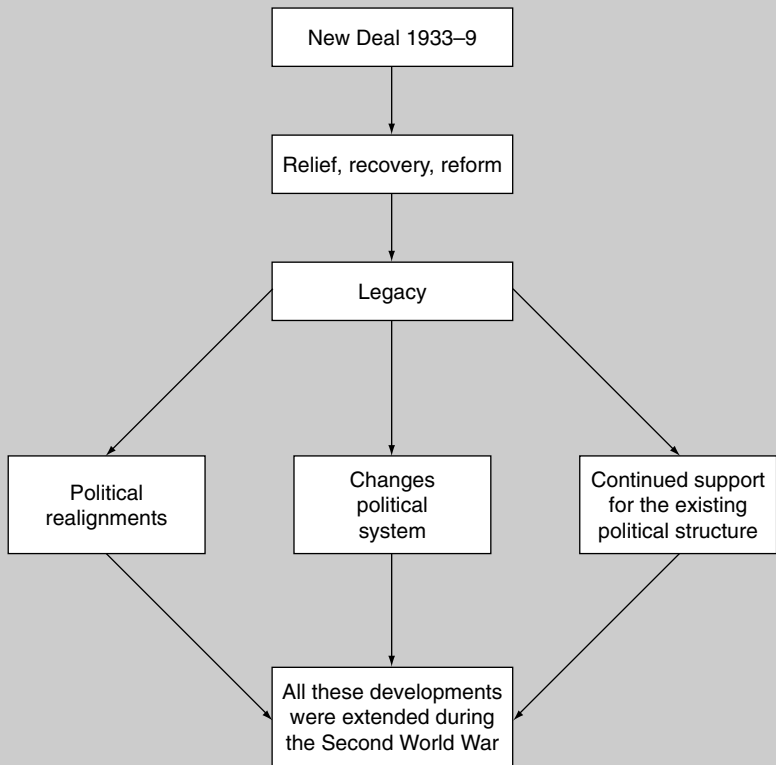 New Deal 1933–9
Relief, recovery, reform
Legacy
Political
realignments
Changes
political
system
Continued support
for the existing
political structure
All these developments
were extended during
the Second World War